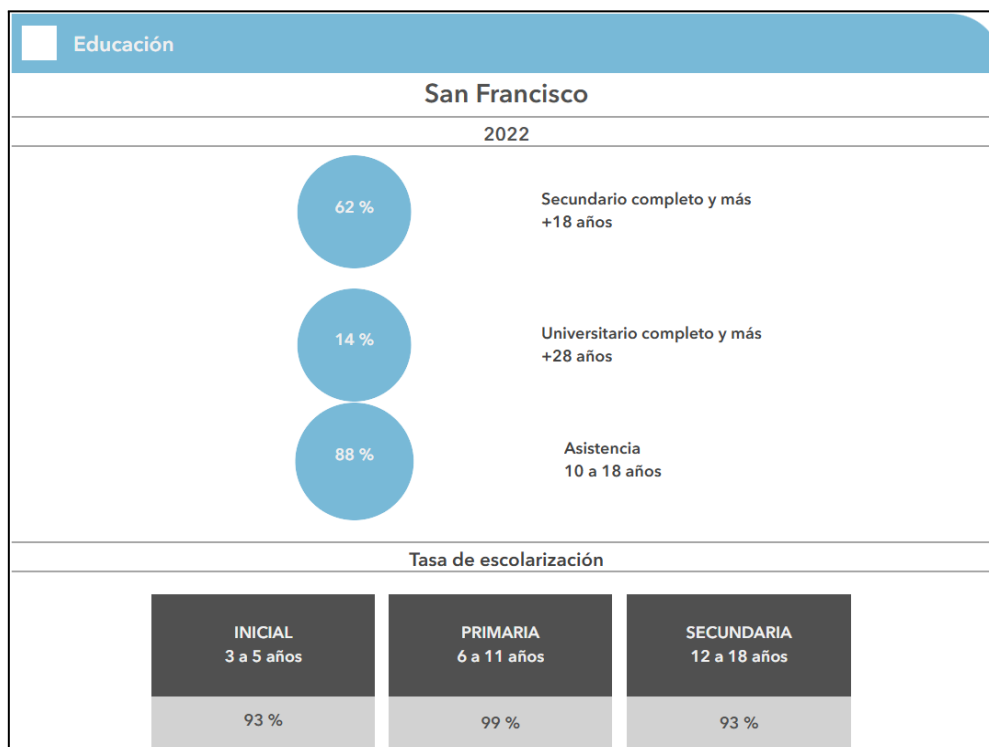 Educación
San Francisco
2022
62 %
Secundario completo y más
+18 años
14 %
Universitario completo y más
+28 años
88 %
Asistencia
10 a 18 años
Tasa de escolarización
INICIAL
3 a 5 años
PRIMARIA
6 a 11 años
SECUNDARIA
12 a 18 años
93 %
99 %
93 %